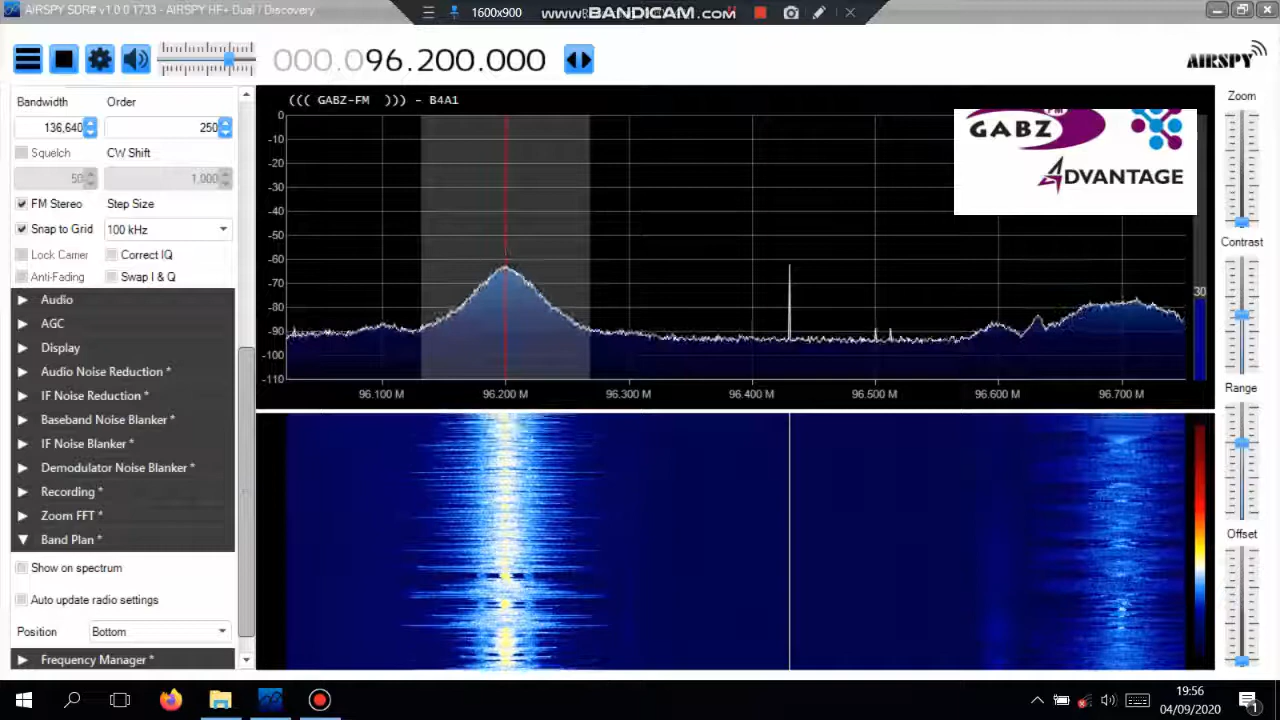 AIRSPY SDR# v1.0.0.1733 - AIRSPY HF+ Dual / Discovery
1600x900
www.BANDICAM.com
000.096.200.000
AIRSPY
Bandwidth
Order
136,640
250
Squelch
CW Shift
50
1,000
FM Stereo
Step Size
Snap to Grid
100 kHz
Lock Carrier
Correct IQ
Anti-Fading
Swap I & Q
Audio
AGC
Display
Audio Noise Reduction *
IF Noise Reduction *
Baseband Noise Blanker *
IF Noise Blanker *
Demodulator Noise Blanker *
Recording *
Zoom FFT *
Band Plan *
Show on spectrum
Auto update radio settings
Position
Bottom
Frequency Manager *
((( GABZ-FM ))) - B4A1
0
-10
-20
-30
-40
-50
-60
-70
-80
-90
-100
-110
96.100 M
96.200 M
96.300 M
96.400 M
96.500 M
96.600 M
96.700 M
FM
GABZ
ADVANTAGE
30
Zoom
Contrast
Range
Offset
19:56
04/09/2020
1